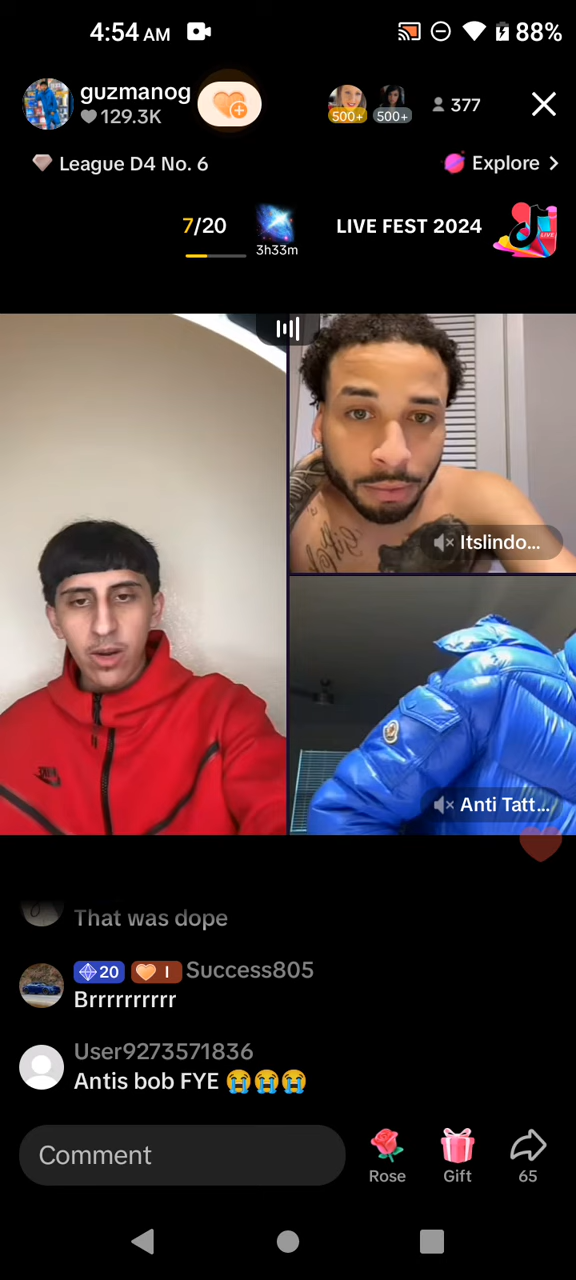 4:54 AM
88%
guzmanog
129.3K
500+
500+
377
League D4 No. 6
Explore
7/20
3h33m
LIVE FEST 2024
LIVE
Itslindo...
Anti Tatt...
That was dope
20
I
Success805
Brrrrrrrrrr
User9273571836
Antis bob FYE 😭😭😭
Comment
Rose
Gift
65